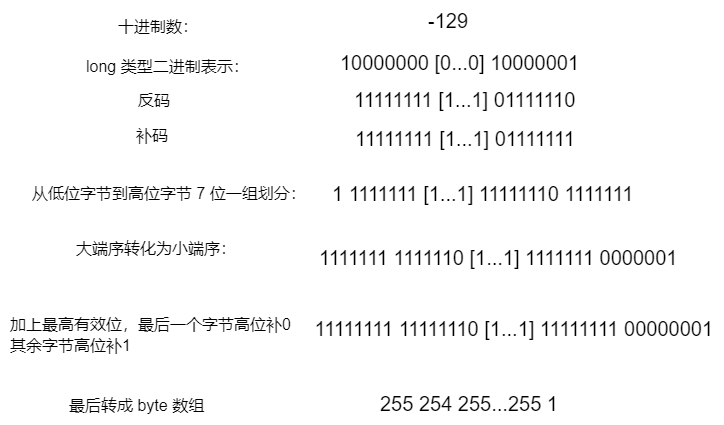 十进制数: -129
long 类型二进制表示: 10000000 [0...0] 10000001
反码 11111111 [1...1] 01111110
补码 11111111 [1...1] 01111111
从低位字节到高位字节 7 位一组划分: 1 1111111 [1...1] 11111110 1111111
大端序转化为小端序: 1111111 1111110 [1...1] 1111111 0000001
加上最高有效位，最后一个字节高位补0
其余字节高位补1 11111111 11111110 [1...1] 11111111 00000001
最后转成 byte 数组 255 254 255...255 1